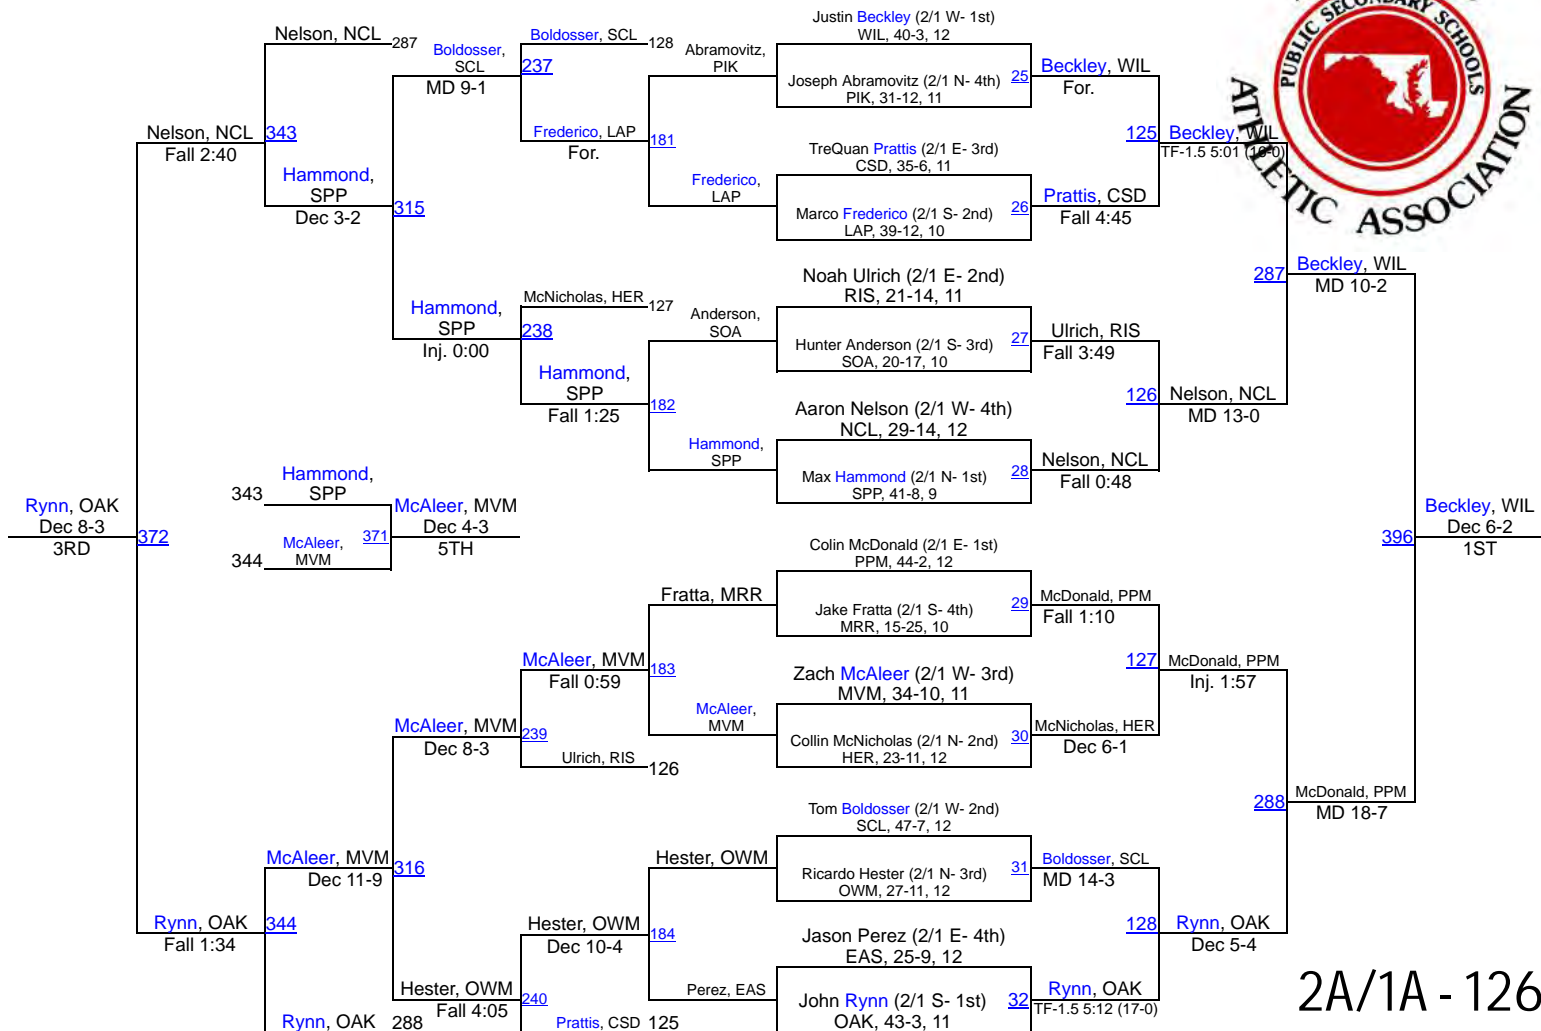 Nelson, NCL
287
Boldosser,
SCL
MD 9-1
Boldosser, SCL
128
237
Abramovitz,
PIK
Justin Beckley (2/1 W- 1st)
WIL, 40-3, 12
Joseph Abramovitz (2/1 N- 4th)
PIK, 31-12, 11
25
Beckley, WIL
For.
PUBLIC SECONDARY SCHOOLS
ATHLETIC ASSOCIATION
Nelson, NCL
Fall 2:40
343
Frederico, LAP
For.
181
TreQuan Prattis (2/1 E- 3rd)
CSD, 35-6, 11
125
Beckley, WIL
TF-1.5 5:01 (16-0)
Hammond,
SPP
Dec 3-2
315
Frederico,
LAP
Marco Frederico (2/1 S- 2nd)
LAP, 39-12, 10
26
Prattis, CSD
Fall 4:45
Noah Ulrich (2/1 E- 2nd)
RIS, 21-14, 11
287
Beckley, WIL
MD 10-2
Hammond,
SPP
Inj. 0:00
McNicholas, HER
127
238
Anderson,
SOA
Hunter Anderson (2/1 S- 3rd)
SOA, 20-17, 10
27
Ulrich, RIS
Fall 3:49
Hammond,
SPP
Fall 1:25
182
Aaron Nelson (2/1 W- 4th)
NCL, 29-14, 12
126
Nelson, NCL
MD 13-0
Hammond,
SPP
Max Hammond (2/1 N- 1st)
SPP, 41-8, 9
28
Nelson, NCL
Fall 0:48
Rynn, OAK
Dec 8-3
3RD
372
343
Hammond,
SPP
344
McAleer,
MVM
371
McAleer, MVM
Dec 4-3
5TH
396
Beckley, WIL
Dec 6-2
1ST
Colin McDonald (2/1 E- 1st)
PPM, 44-2, 12
Fratta, MRR
Jake Fratta (2/1 S- 4th)
MRR, 15-25, 10
29
McDonald, PPM
Fall 1:10
McAleer, MVM
Fall 0:59
183
Zach McAleer (2/1 W- 3rd)
MVM, 34-10, 11
127
McDonald, PPM
Inj. 1:57
McAleer, MVM
Dec 8-3
239
Ulrich, RIS
126
McAleer,
MVM
Collin McNicholas (2/1 N- 2nd)
HER, 23-11, 12
30
McNicholas, HER
Dec 6-1
288
McDonald, PPM
MD 18-7
Tom Boldosser (2/1 W- 2nd)
SCL, 47-7, 12
McAleer, MVM
Dec 11-9
316
Hester, OWM
Ricardo Hester (2/1 N- 3rd)
OWM, 27-11, 12
31
Boldosser, SCL
MD 14-3
Rynn, OAK
Fall 1:34
344
Hester, OWM
Dec 10-4
184
Jason Perez (2/1 E- 4th)
EAS, 25-9, 12
128
Rynn, OAK
Dec 5-4
Hester, OWM
Fall 4:05
240
Perez, EAS
John Rynn (2/1 S- 1st)
OAK, 43-3, 11
32
Rynn, OAK
TF-1.5 5:12 (17-0)
Rynn, OAK
288
Prattis, CSD
125
2A/1A - 126